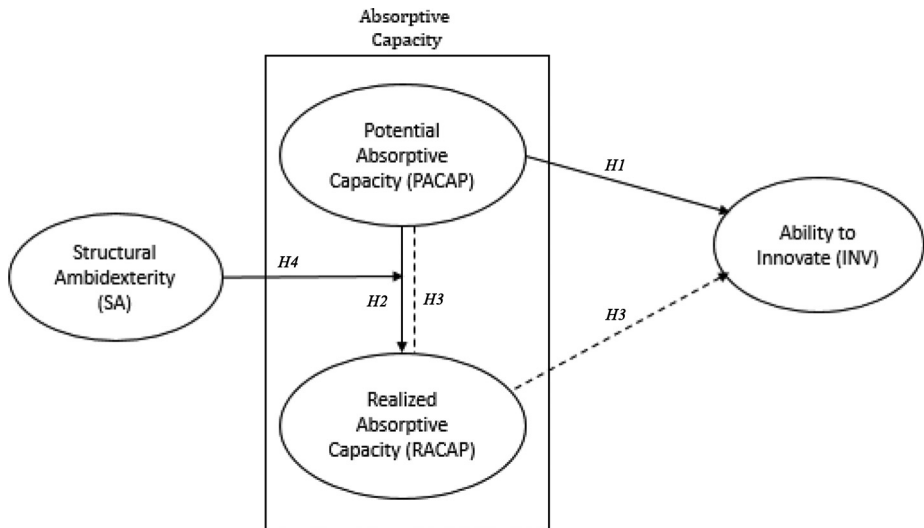 Absorptive
Capacity
Potential
Absorptive
Capacity (PACAP)
H1
Structural
Ambidexterity
(SA)
H4
H2
H3
Ability to
Innovate (INV)
H3
Realized
Absorptive
Capacity (RACAP)